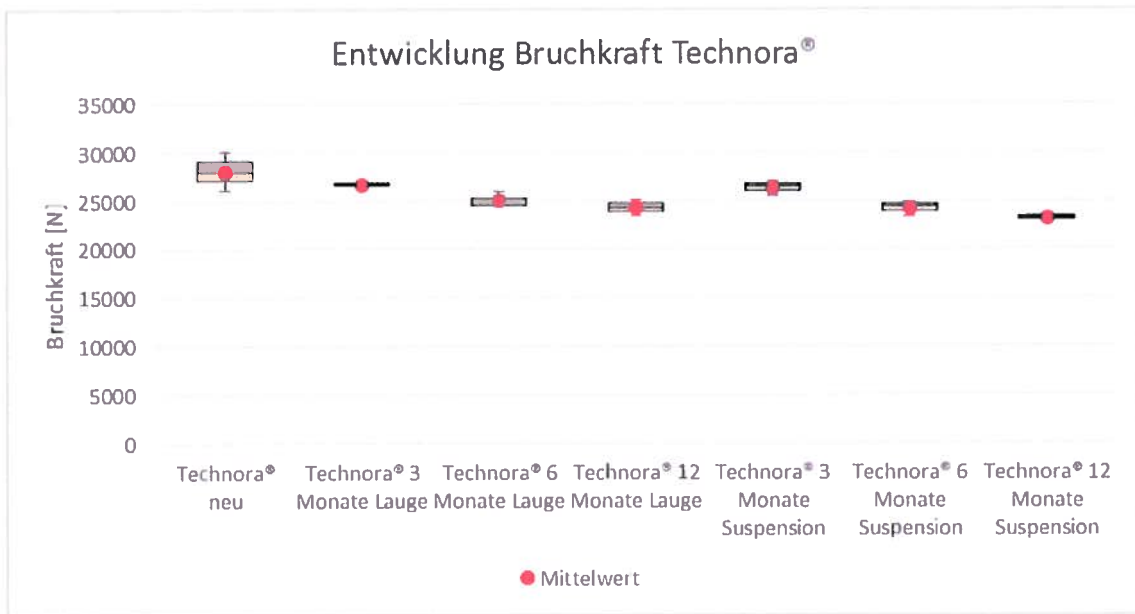 Entwicklung Bruchkraft Technora®
Bruchkraft [N]
35000
30000
25000
20000
15000
10000
5000
0
Technora®
neu
Technora® 3
Monate Lauge
Technora® 6
Monate Lauge
Technora® 12
Monate Lauge
Technora® 3
Monate
Suspension
Technora® 6
Monate
Suspension
Technora® 12
Monate
Suspension
Mittelwert